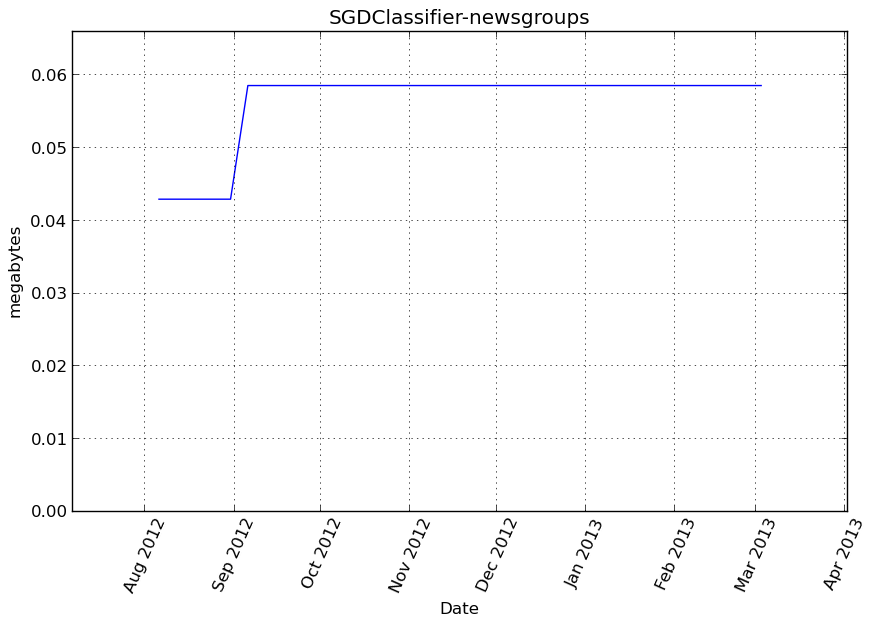 SGDClassifier-newsgroups
0.06
0.05
0.04
0.03
0.02
0.01
0.00
megabytes
Aug 2012
Sep 2012
Oct 2012
Nov 2012
Dec 2012
Jan 2013
Feb 2013
Mar 2013
Apr 2013
Date